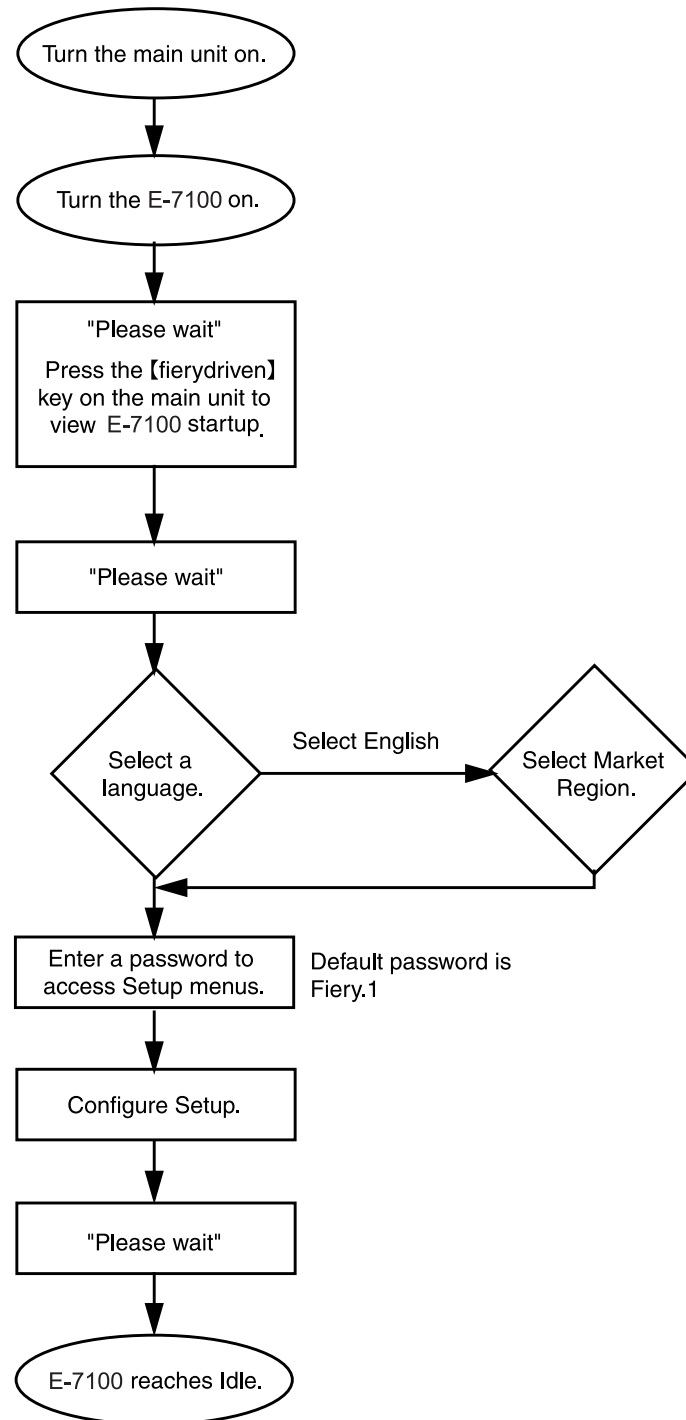 Turn the main unit on.
Turn the E-7100 on.
"Please wait"
Press the【fierydriven】
key on the main unit to
view E-7100 startup.
"Please wait"
Select a
language.
Select English
Select Market
Region.
Enter a password to
access Setup menus.
Default password is
Fiery.1
Configure Setup.
"Please wait"
E-7100 reaches Idle.